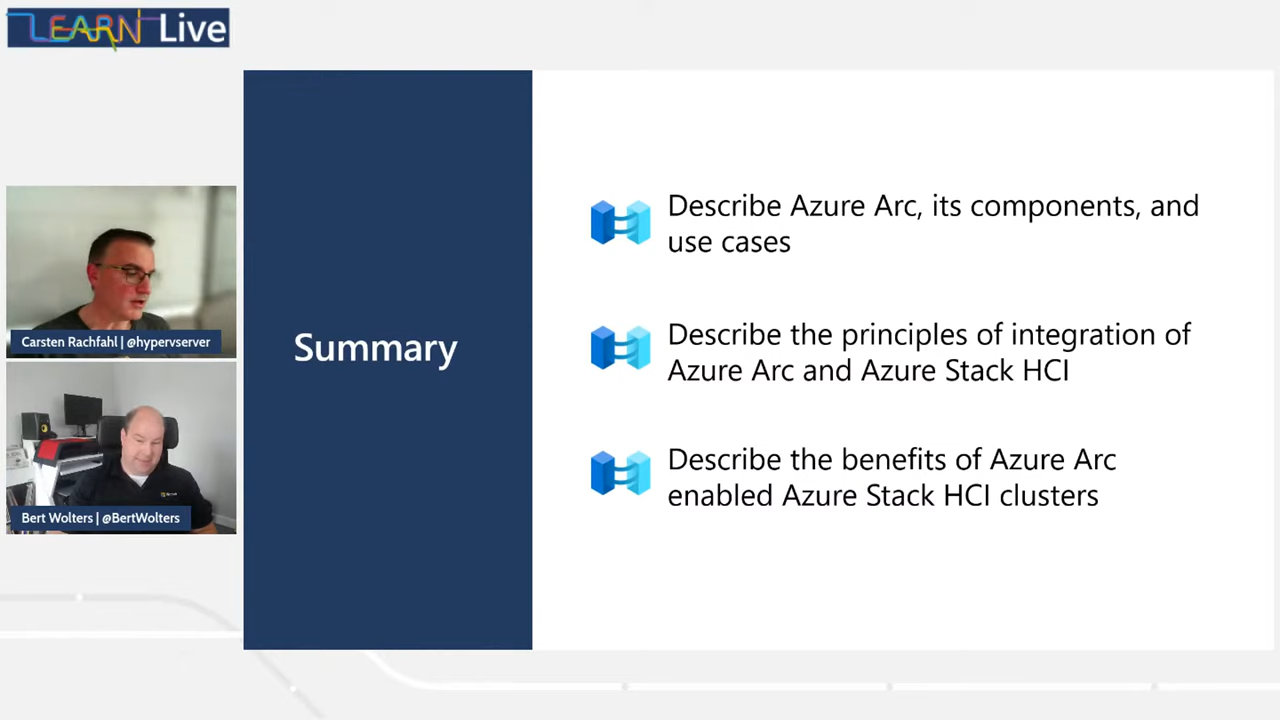 LEARN Live
Carsten Rachfahl | @hypervserver
Bert Wolters | @BertWolters
Summary
Describe Azure Arc, its components, and
use cases
Describe the principles of integration of
Azure Arc and Azure Stack HCI
Describe the benefits of Azure Arc
enabled Azure Stack HCI clusters